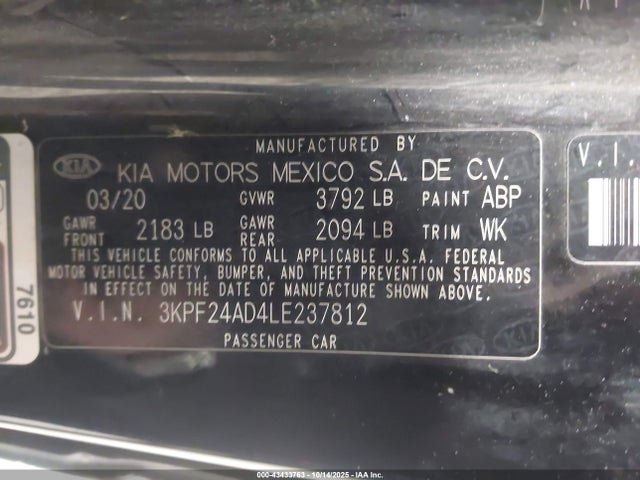 MANUFACTURED BY
KIA KIA MOTORS MEXICO S.A. DE C.V.
03/20 GVWR 3792 LB PAINT ABP
GAWR FRONT 2183 LB GAWR REAR 2094 LB TRIM WK
THIS VEHICLE CONFORMS TO ALL APPLICABLE U.S.A. FEDERAL
MOTOR VEHICLE SAFETY, BUMPER, AND THEFT PREVENTION STANDARDS
IN EFFECT ON THE DATE OF MANUFACTURE SHOWN ABOVE.
V.I.N. 3KPF24AD4LE237812
PASSENGER CAR
7610
V.I.
© 43433763 - 10/14/2025 - IAA Inc.